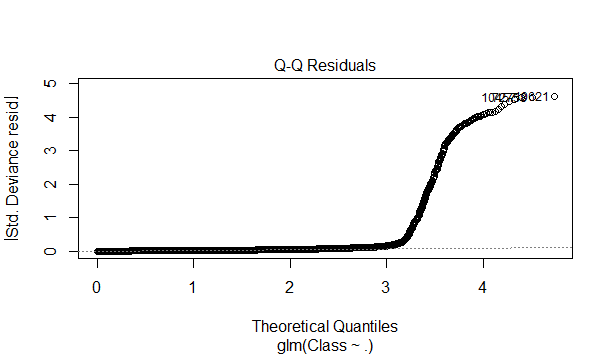 Q-Q Residuals
|Std. Deviance resid.|
5
4
3
2
1
0
0 1 2 3 4
Theoretical Quantiles
glm(Class ~ .)